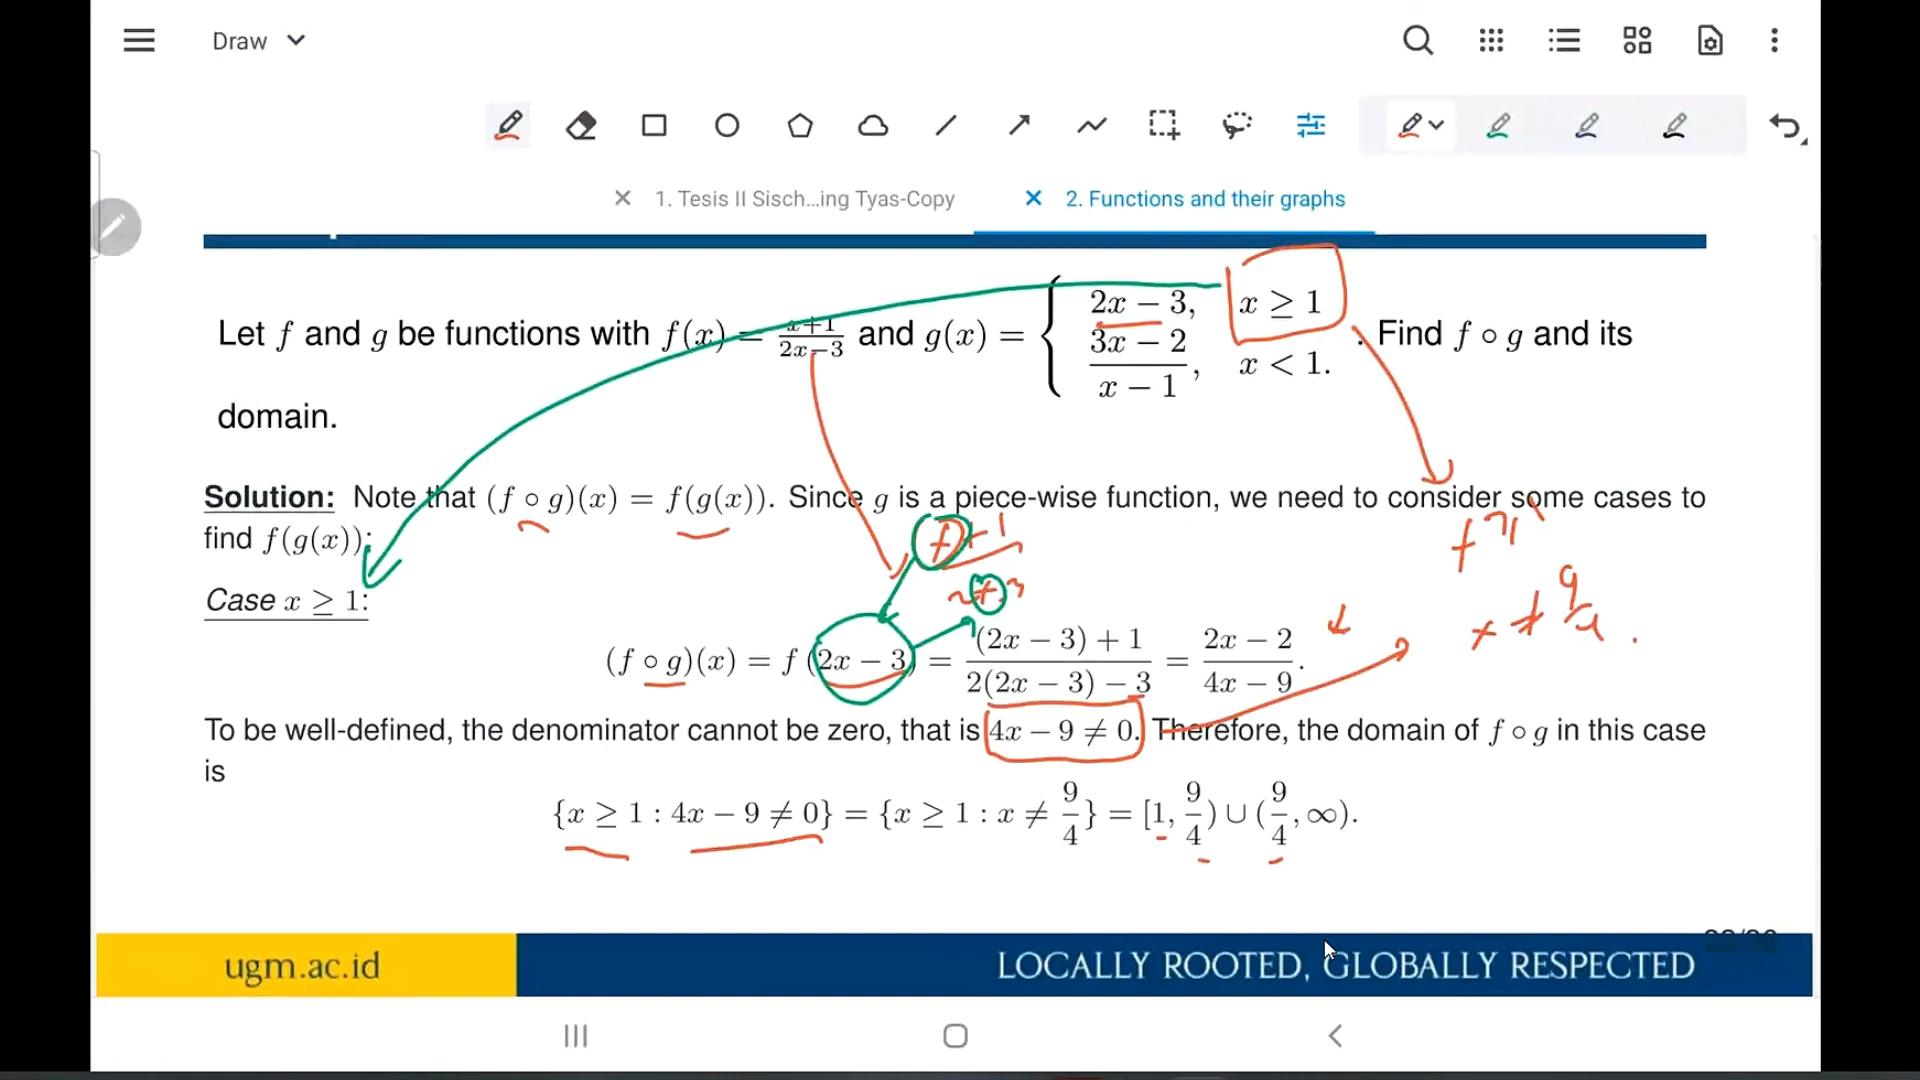 Draw
1. Tesis II Sisch...ing Tyas-Copy
2. Functions and their graphs
Let f and g be functions with f(x) = (x+1)/(2x−3) and g(x) = { 2x − 3, x ≥ 1
(3x − 2)/(x − 1), x < 1. . Find f ∘ g and its
domain.
Solution: Note that (f ∘ g)(x) = f(g(x)). Since g is a piece-wise function, we need to consider some cases to
find f(g(x)):
Case x ≥ 1:
(f ∘ g)(x) = f (2x − 3) = ((2x − 3) + 1)/(2(2x − 3) − 3) = (2x − 2)/(4x − 9).
x ≠ 9/4 .
To be well-defined, the denominator cannot be zero, that is 4x − 9 ≠ 0. Therefore, the domain of f ∘ g in this case
is
{x ≥ 1 : 4x − 9 ≠ 0} = {x ≥ 1 : x ≠ 9/4} = [1, 9/4) ∪ (9/4, ∞).
ugm.ac.id
LOCALLY ROOTED, GLOBALLY RESPECTED